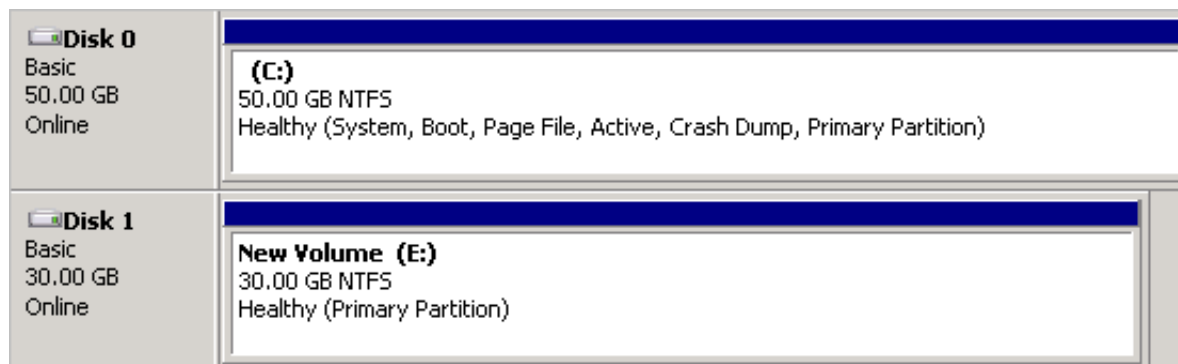 Disk 0
Basic
50.00 GB
Online
(C:)
50.00 GB NTFS
Healthy (System, Boot, Page File, Active, Crash Dump, Primary Partition)
Disk 1
Basic
30.00 GB
Online
New Volume (E:)
30.00 GB NTFS
Healthy (Primary Partition)